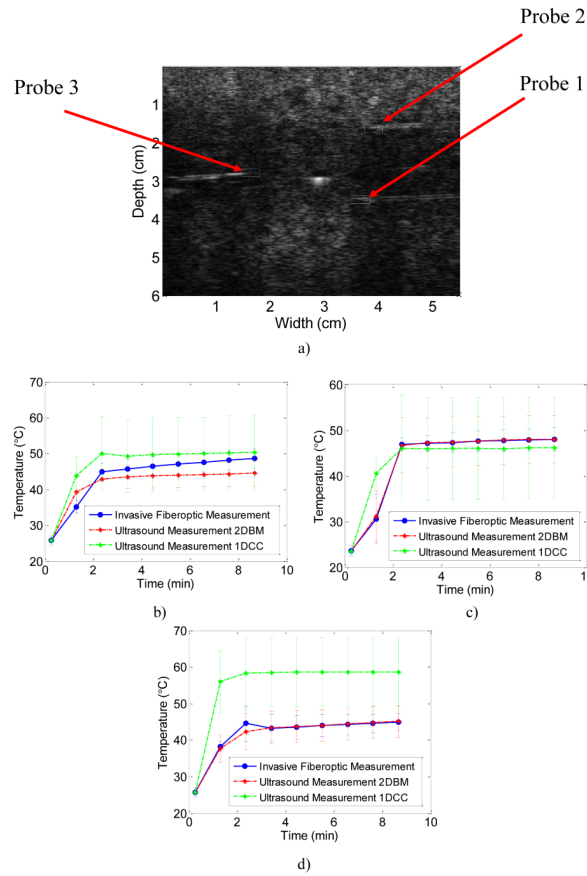 Probe 2
Probe 1
Probe 3
1
2
3
4
5
6
Depth (cm)
1 2 3 4 5
Width (cm)
a)
70
60
50
40
30
20
Temperature (°C)
Invasive Fiberoptic Measurement
Ultrasound Measurement 2DBM
Ultrasound Measurement 1DCC
0 2 4 6 8 10
Time (min)
b)
60
50
40
30
20
Temperature (°C)
Invasive Fiberoptic Measurement
Ultrasound Measurement 2DBM
Ultrasound Measurement 1DCC
0 2 4 6 8 1
Time (min)
c)
70
60
50
40
30
20
Temperature (°C)
Invasive Fiberoptic Measurement
Ultrasound Measurement 2DBM
Ultrasound Measurement 1DCC
0 2 4 6 8 10
Time (min)
d)